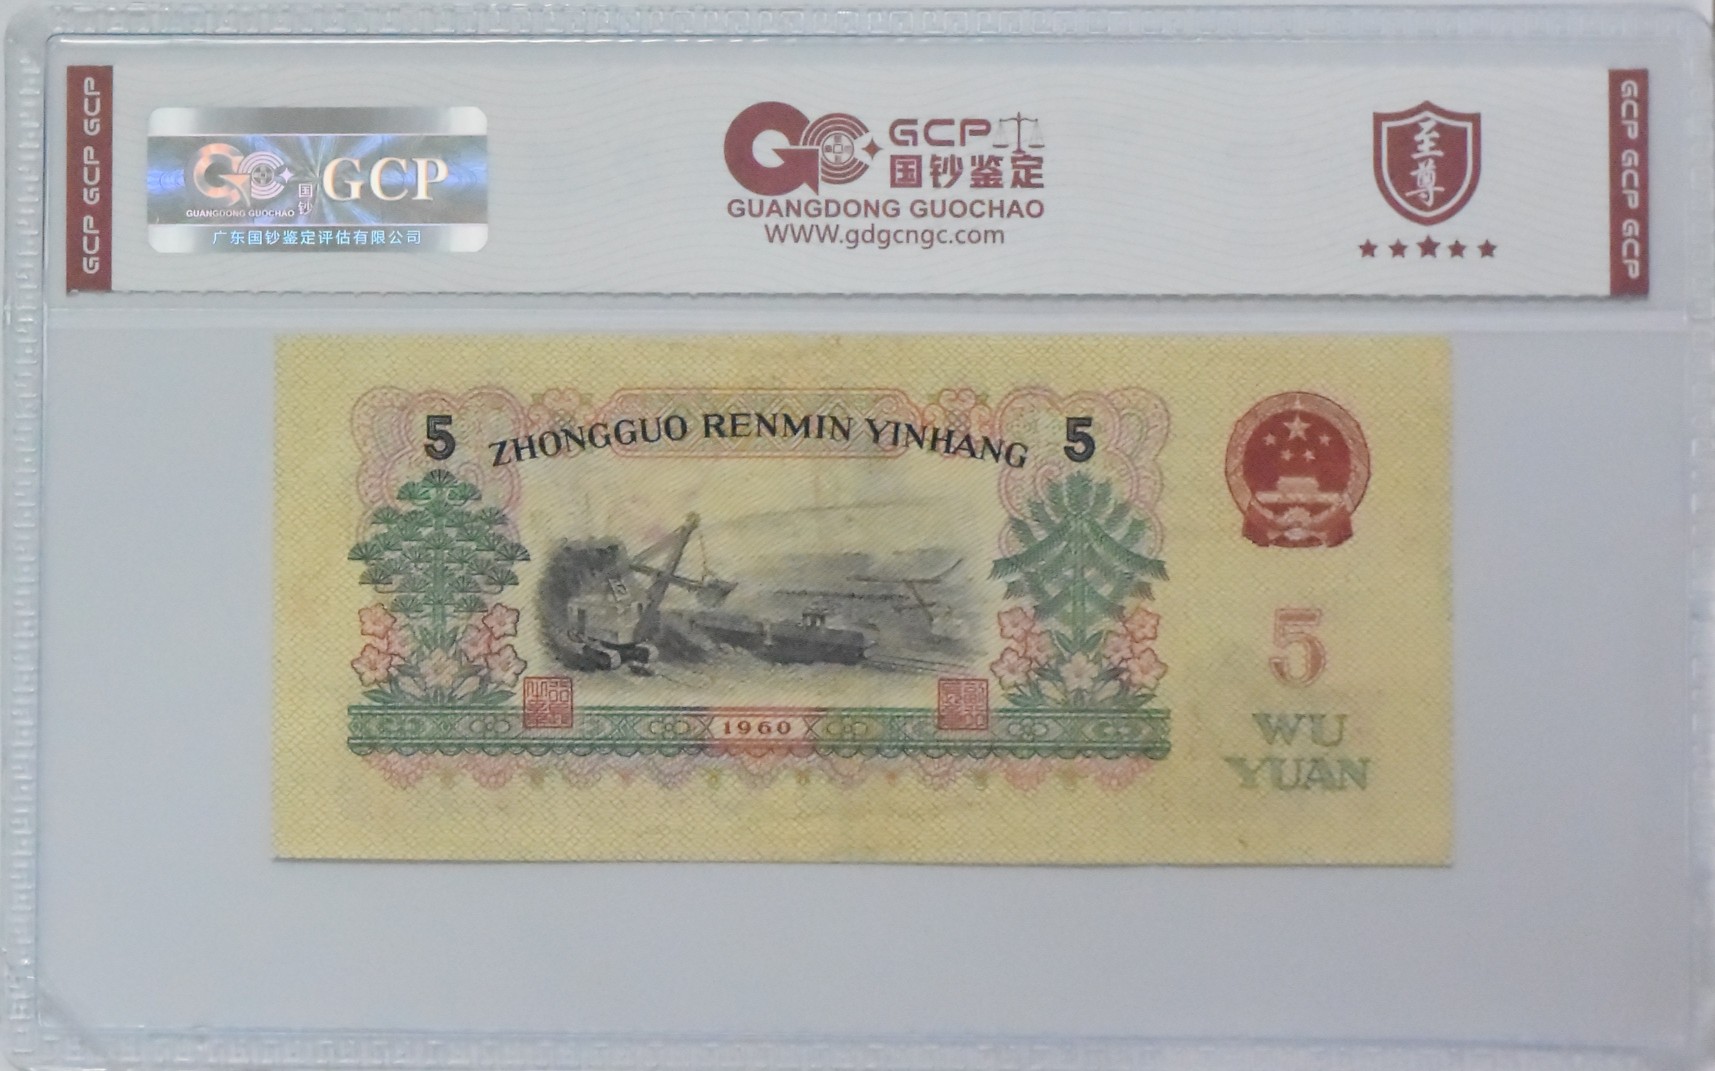 GCP GCP GCP
GUANGDONG GUOCHAO
国钞
GCP
广东国钞鉴定评估有限公司
GCP
国钞鉴定
GUANGDONG GUOCHAO
WWW.gdgcngc.com
至尊
GCP GCP GCP
5
ZHONGGUO RENMIN YINHANG
5
1960
5
WU
YUAN